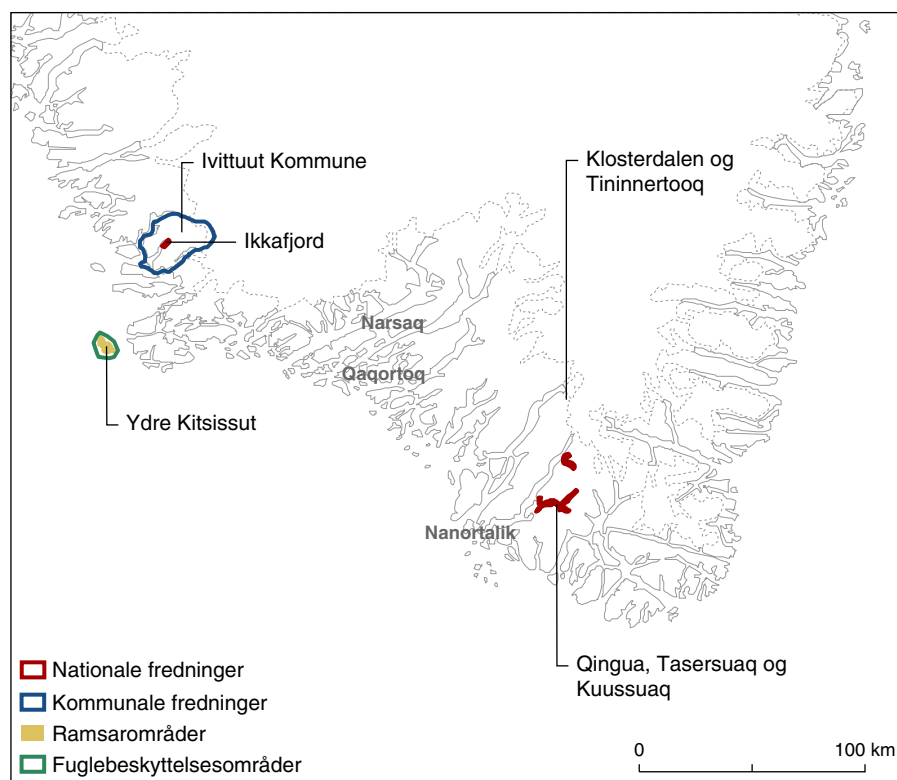 Ivittuut Kommune
Klosterdalen og
Tininnertooq
Ikkafjord
Narsaq
Qaqortoq
Ydre Kitsissut
Nanortalik
Qingua, Tasersuaq og
Kuussuaq
Nationale fredninger
Kommunale fredninger
Ramsarområder
Fuglebeskyttelsesområder
0 100 km